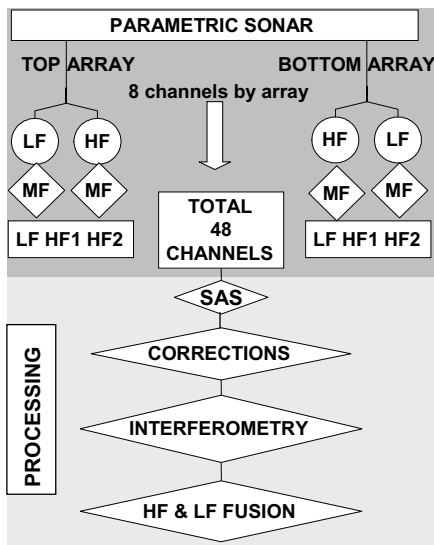 PARAMETRIC SONAR
TOP ARRAY
BOTTOM ARRAY
8 channels by array
LF
HF
HF
LF
MF
MF
MF
MF
LF HF1 HF2
TOTAL
48
CHANNELS
LF HF1 HF2
SAS
CORRECTIONS
PROCESSING
INTERFEROMETRY
HF & LF FUSION